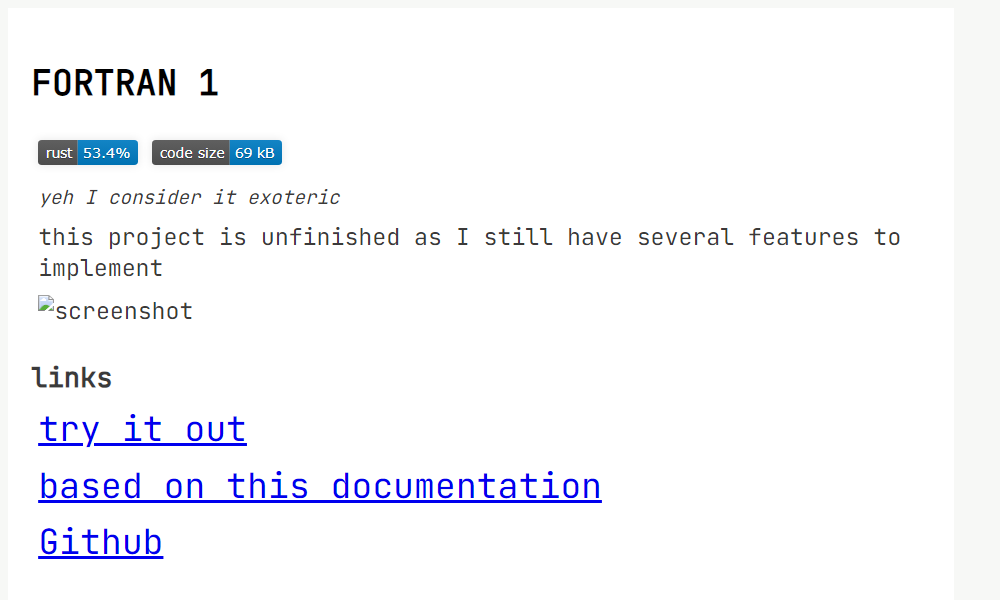 FORTRAN 1
rust 53.4% code size 69 kB
yeh I consider it exoteric
this project is unfinished as I still have several features to
implement
screenshot
links
try it out
based on this documentation
Github